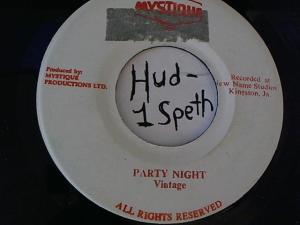 MYSTIQUE
Produced by:
MYSTIQUE
PRODUCTIONS LTD.
Recorded at
New Name Studios
Kingston, Ja.
Hud-
1 Speth
PARTY NIGHT
Vintage
ALL RIGHTS RESERVED